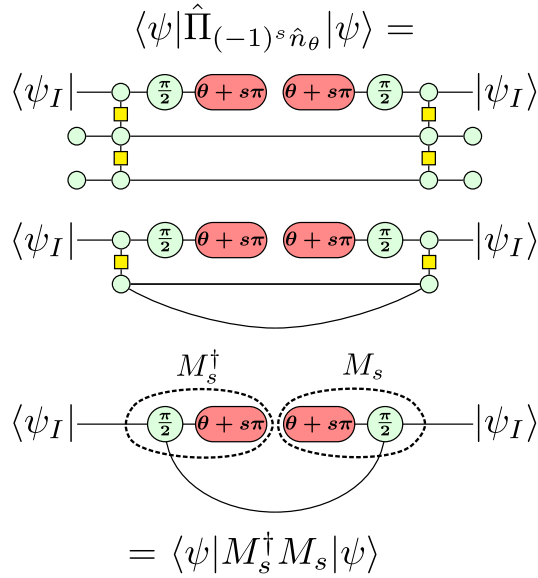 ⟨ψ|Π̂₍₋₁₎ˢ n̂_θ|ψ⟩ =
⟨ψ_I| π/2 θ + sπ θ + sπ π/2 |ψ_I⟩
⟨ψ_I| π/2 θ + sπ θ + sπ π/2 |ψ_I⟩
M_s† M_s
⟨ψ_I| π/2 θ + sπ θ + sπ π/2 |ψ_I⟩
= ⟨ψ|M_s†M_s|ψ⟩